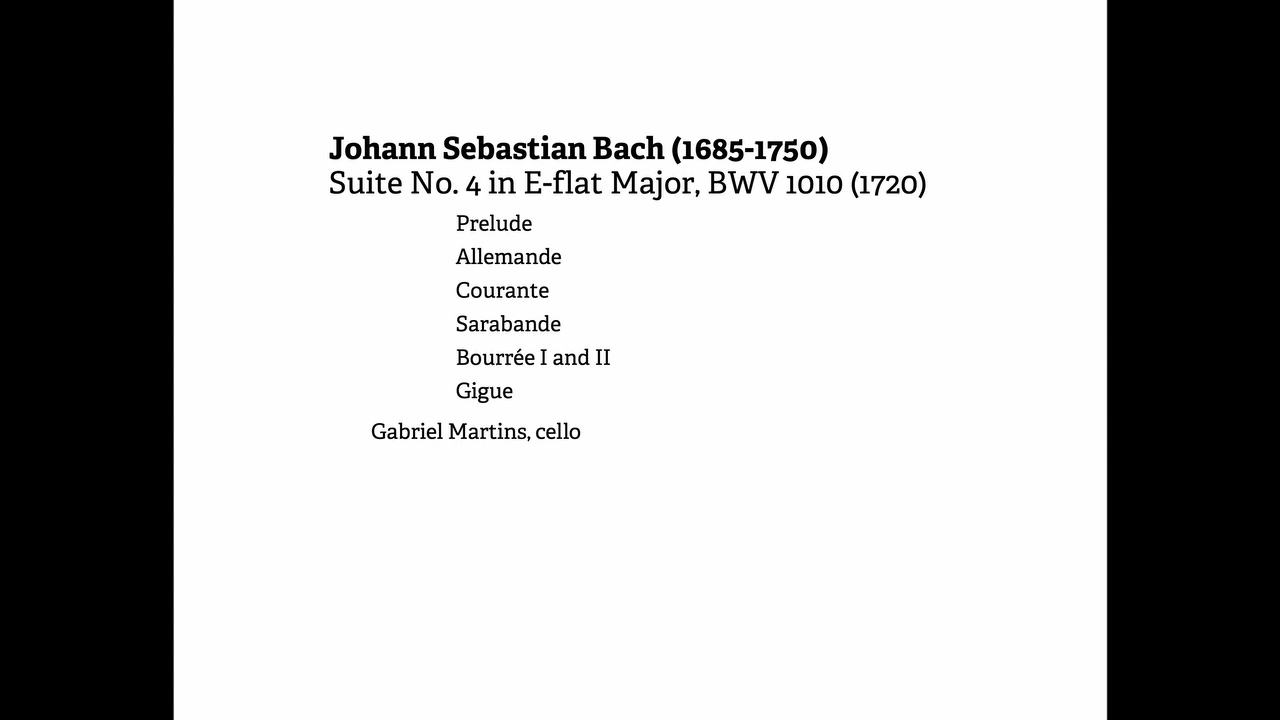 Johann Sebastian Bach (1685-1750)
Suite No. 4 in E-flat Major, BWV 1010 (1720)
Prelude
Allemande
Courante
Sarabande
Bourrée I and II
Gigue
Gabriel Martins, cello